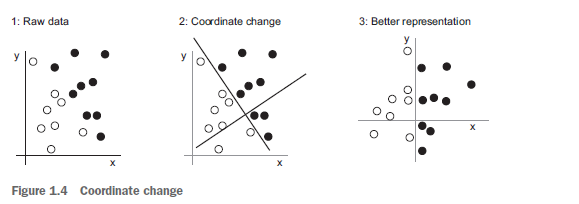 1: Raw data
2: Coordinate change
3: Better representation
y
x
y
x
y
x
Figure 1.4 Coordinate change